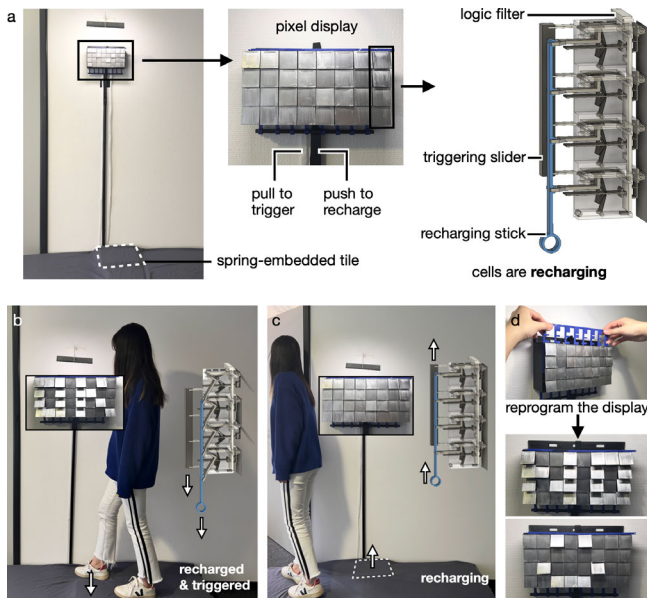 a
pixel display
logic filter
pull to
trigger
push to
recharge
triggering slider
recharging stick
spring-embedded tile
cells are recharging
b
recharged
& triggered
c
recharging
d
reprogram the display